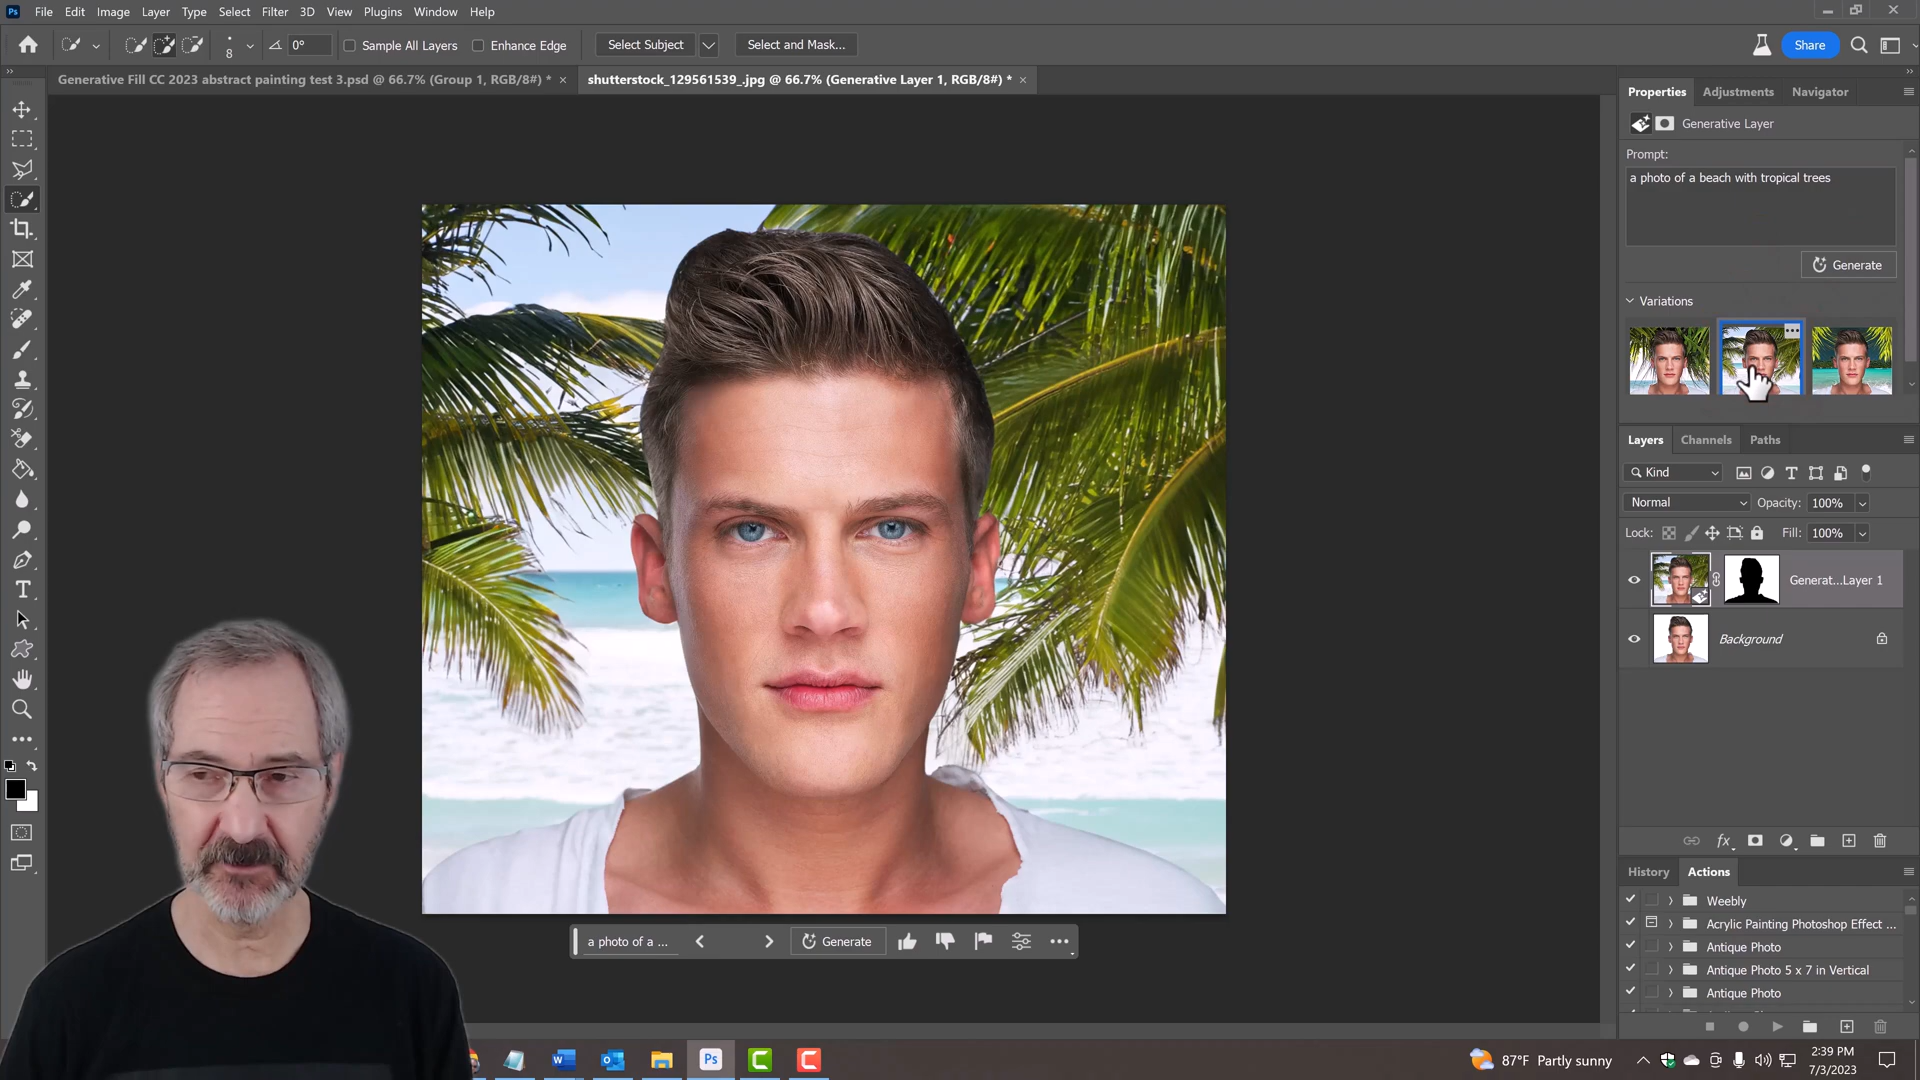 Ps File Edit Image Layer Type Select Filter 3D View Plugins Window Help
8 0° Sample All Layers Enhance Edge Select Subject Select and Mask... Share
Generative Fill CC 2023 abstract painting test 3.psd @ 66.7% (Group 1, RGB/8#) * ×
shutterstock_129561539_.jpg @ 66.7% (Generative Layer 1, RGB/8#) * ×
Properties Adjustments Navigator
Generative Layer
Prompt:
a photo of a beach with tropical trees
Generate
Variations
Layers Channels Paths
Kind
Normal Opacity: 100%
Lock: Fill: 100%
Generat...Layer 1
Background
fx
History Actions
Weebly
Acrylic Painting Photoshop Effect ...
Antique Photo
Antique Photo 5 x 7 in Vertical
Antique Photo
a photo of a ... Generate
Ps
87°F Partly sunny
2:39 PM
7/3/2023